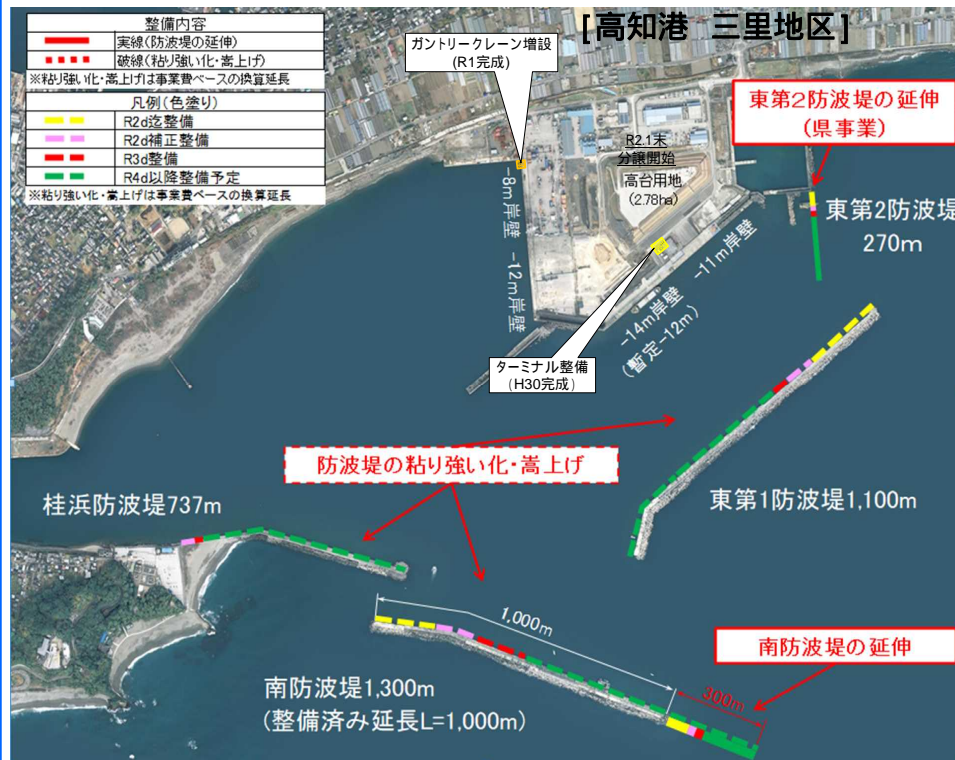 [高知港 三里地区]
整備内容
実線(防波堤の延伸)
破線(粘り強い化・嵩上げ)
※粘り強い化・嵩上げは事業費ベースの換算延長
凡例(色塗り)
R2d迄整備
R2d補正整備
R3d整備
R4d以降整備予定
※粘り強い化・嵩上げは事業費ベースの換算延長
ガントリークレーン増設
(R1完成)
東第2防波堤の延伸
(県事業)
R2.1末
分譲開始
高台用地
(2.78ha)
-8m岸壁
-12m岸壁
-11m岸壁
-14m岸壁
(暫定-12m)
東第2防波堤
270m
ターミナル整備
(H30完成)
防波堤の粘り強い化・嵩上げ
桂浜防波堤737m
東第1防波堤1,100m
1,000m
南防波堤の延伸
300m
南防波堤1,300m
(整備済み延長L=1,000m)